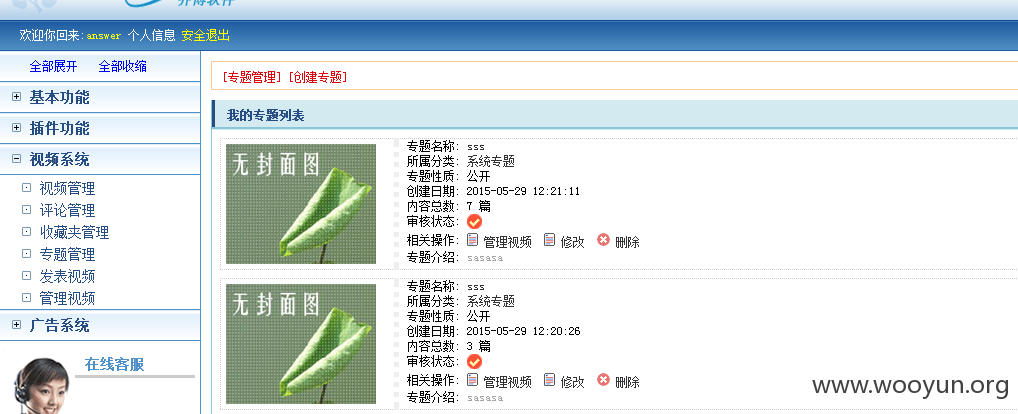 齐博软件
欢迎你回来:answer 个人信息 安全退出
全部展开 全部收缩
基本功能
插件功能
视频系统
视频管理
评论管理
收藏夹管理
专题管理
发表视频
管理视频
广告系统
在线客服
[专题管理] [创建专题]
我的专题列表
无封面图
专题名称: sss
所属分类: 系统专题
专题性质: 公开
创建日期: 2015-05-29 12:21:11
内容总数: 7 篇
审核状态:
相关操作: 管理视频 修改 删除
专题介绍: sasasa
无封面图
专题名称: sss
所属分类: 系统专题
专题性质: 公开
创建日期: 2015-05-29 12:20:26
内容总数: 3 篇
审核状态:
相关操作: 管理视频 修改 删除
专题介绍: sasasa
www.wooyun.org